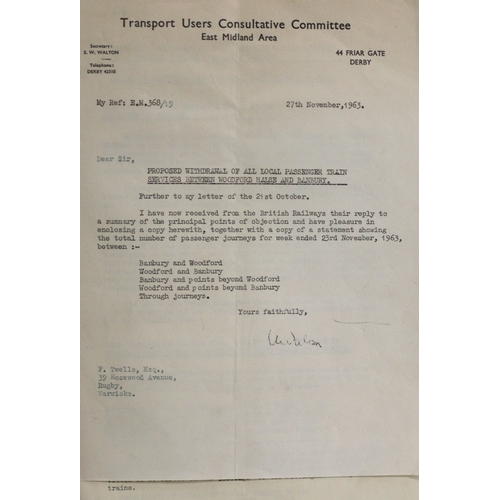 Transport Users Consultative Committee
East Midland Area
Secretary:
S. W. WALTON
Telephone:
DERBY 42510
44 FRIAR GATE
DERBY
My Ref: E.M.368/19
27th November,1963.
Dear Sir,
PROPOSED WITHDRAWAL OF ALL LOCAL PASSENGER TRAIN
SERVICES BETWEEN WOODFORD HALSE AND BANBURY.
Further to my letter of the 21st October.
I have now received from the British Railways their reply to
a summary of the principal points of objection and have pleasure in
enclosing a copy herewith, together with a copy of a statement showing
the total number of passenger journeys for week ended 23rd November, 1963,
between :-
Banbury and Woodford
Woodford and Banbury
Banbury and points beyond Woodford
Woodford and points beyond Banbury
Through journeys.
Yours faithfully,
F. Twells, Esq.,
39 Avenue,
Rugby,
Warwicks.
trains.